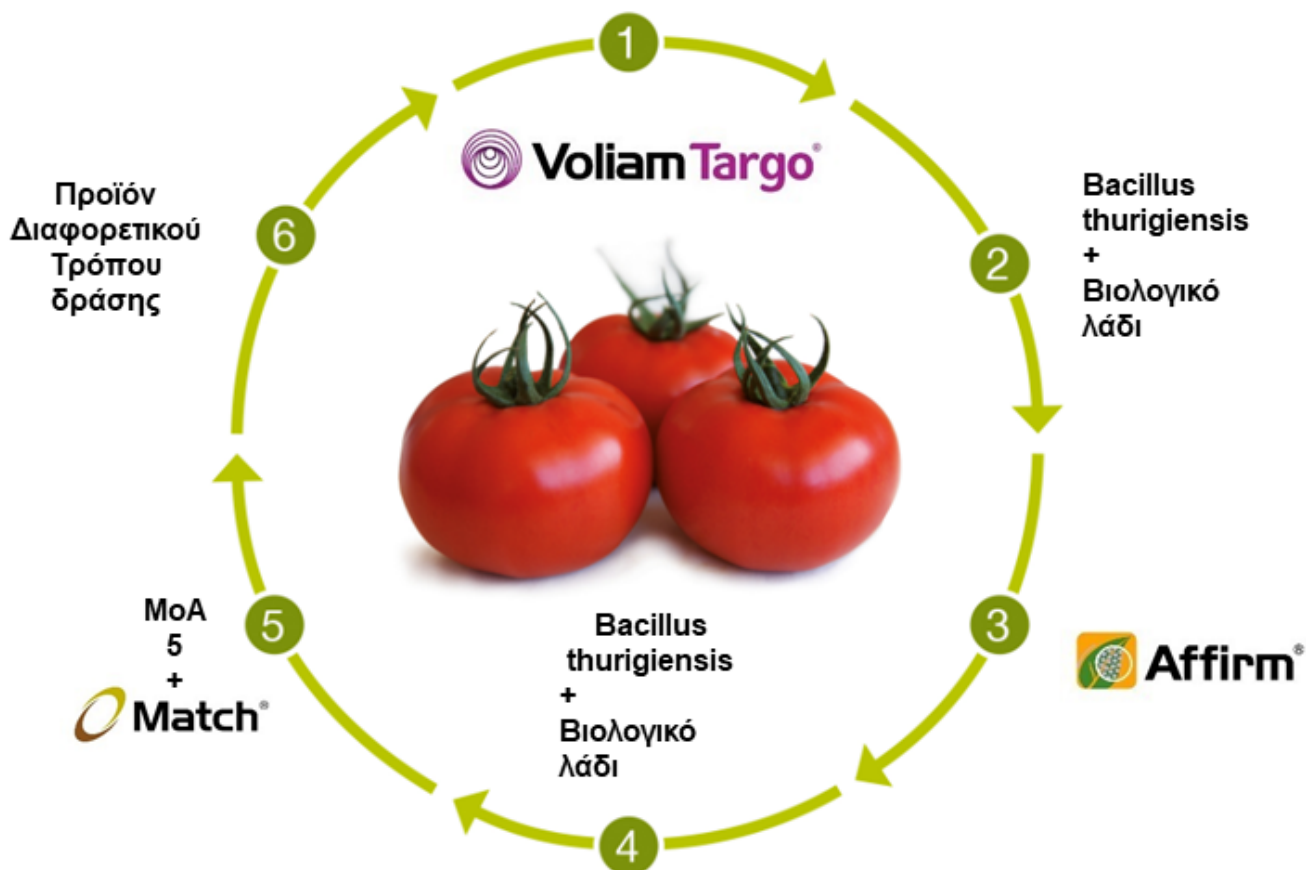 1
Voliam Targo®
2
Bacillus
thurigiensis
+
Βιολογικό
λάδι
3
Affirm®
4
Bacillus
thurigiensis
+
Βιολογικό
λάδι
5
MoA
5
+
Match®
6
Προϊόν
Διαφορετικού
Τρόπου
δράσης